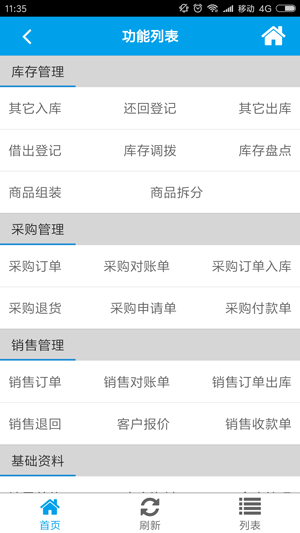 11:35 移动 4G
功能列表
库存管理
其它入库 还回登记 其它出库
借出登记 库存调拨 库存盘点
商品组装 商品拆分
采购管理
采购订单 采购对账单 采购订单入库
采购退货 采购申请单 采购付款单
销售管理
销售订单 销售对账单 销售订单出库
销售退回 客户报价 销售收款单
基础资料
首页 刷新 列表